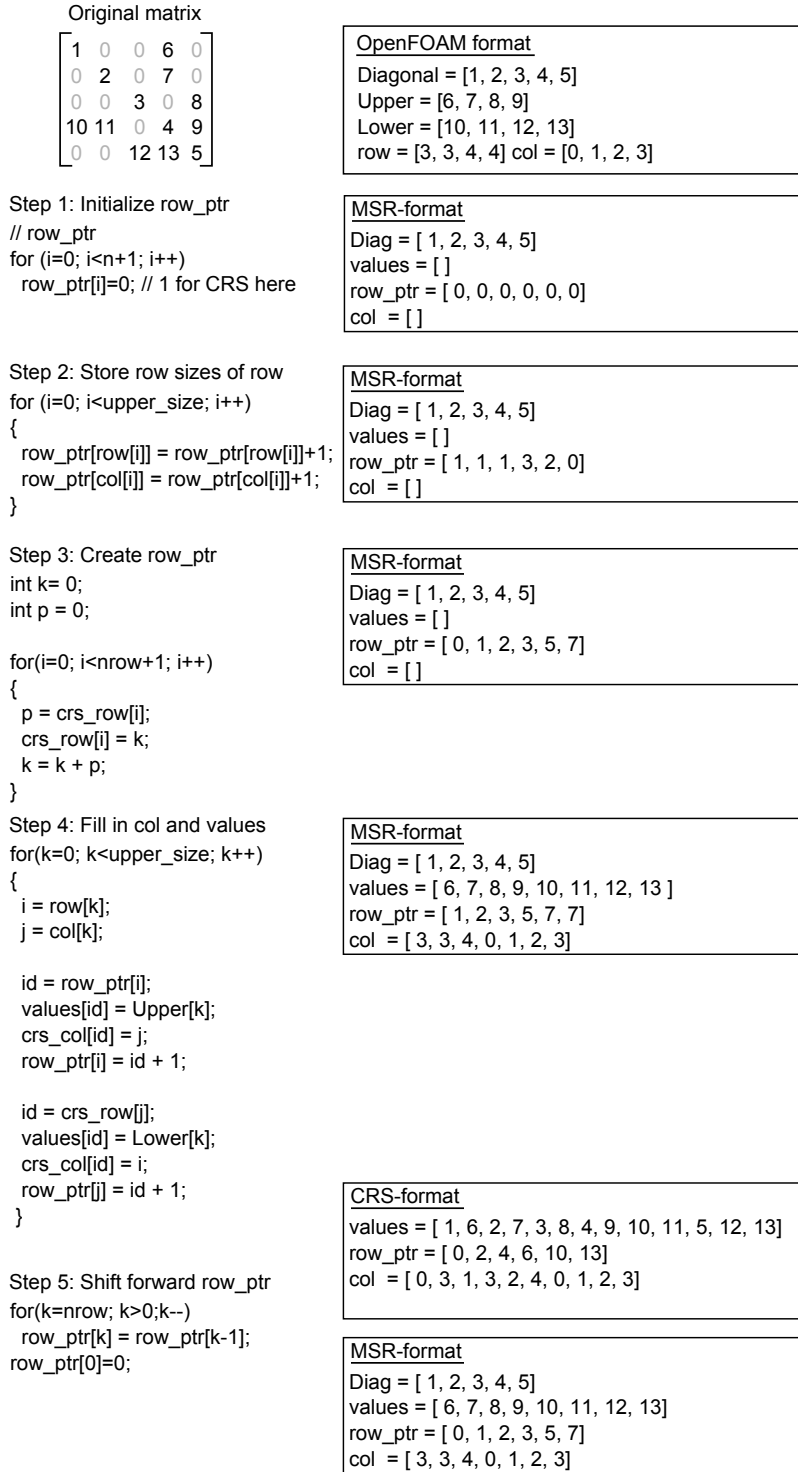 Original matrix
1 0 0 6 0
0 2 0 7 0
0 0 3 0 8
10 11 0 4 9
0 0 12 13 5
OpenFOAM format
Diagonal = [1, 2, 3, 4, 5]
Upper = [6, 7, 8, 9]
Lower = [10, 11, 12, 13]
row = [3, 3, 4, 4] col = [0, 1, 2, 3]
Step 1: Initialize row_ptr
// row_ptr
for (i=0; i<n+1; i++)
row_ptr[i]=0; // 1 for CRS here
MSR-format
Diag = [ 1, 2, 3, 4, 5]
values = [ ]
row_ptr = [ 0, 0, 0, 0, 0, 0]
col = [ ]
Step 2: Store row sizes of row
for (i=0; i<upper_size; i++)
{
row_ptr[row[i]] = row_ptr[row[i]]+1;
row_ptr[col[i]] = row_ptr[col[i]]+1;
}
MSR-format
Diag = [ 1, 2, 3, 4, 5]
values = [ ]
row_ptr = [ 1, 1, 1, 3, 2, 0]
col = [ ]
Step 3: Create row_ptr
int k= 0;
int p = 0;
for(i=0; i<nrow+1; i++)
{
p = crs_row[i];
crs_row[i] = k;
k = k + p;
}
MSR-format
Diag = [ 1, 2, 3, 4, 5]
values = [ ]
row_ptr = [ 0, 1, 2, 3, 5, 7]
col = [ ]
Step 4: Fill in col and values
for(k=0; k<upper_size; k++)
{
i = row[k];
j = col[k];
id = row_ptr[i];
values[id] = Upper[k];
crs_col[id] = j;
row_ptr[i] = id + 1;
id = crs_row[j];
values[id] = Lower[k];
crs_col[id] = i;
row_ptr[j] = id + 1;
}
MSR-format
Diag = [ 1, 2, 3, 4, 5]
values = [ 6, 7, 8, 9, 10, 11, 12, 13 ]
row_ptr = [ 1, 2, 3, 5, 7, 7]
col = [ 3, 3, 4, 0, 1, 2, 3]
Step 5: Shift forward row_ptr
for(k=nrow; k>0;k--)
row_ptr[k] = row_ptr[k-1];
row_ptr[0]=0;
CRS-format
values = [ 1, 6, 2, 7, 3, 8, 4, 9, 10, 11, 5, 12, 13]
row_ptr = [ 0, 2, 4, 6, 10, 13]
col = [ 0, 3, 1, 3, 2, 4, 0, 1, 2, 3]
MSR-format
Diag = [ 1, 2, 3, 4, 5]
values = [ 6, 7, 8, 9, 10, 11, 12, 13]
row_ptr = [ 0, 1, 2, 3, 5, 7]
col = [ 3, 3, 4, 0, 1, 2, 3]